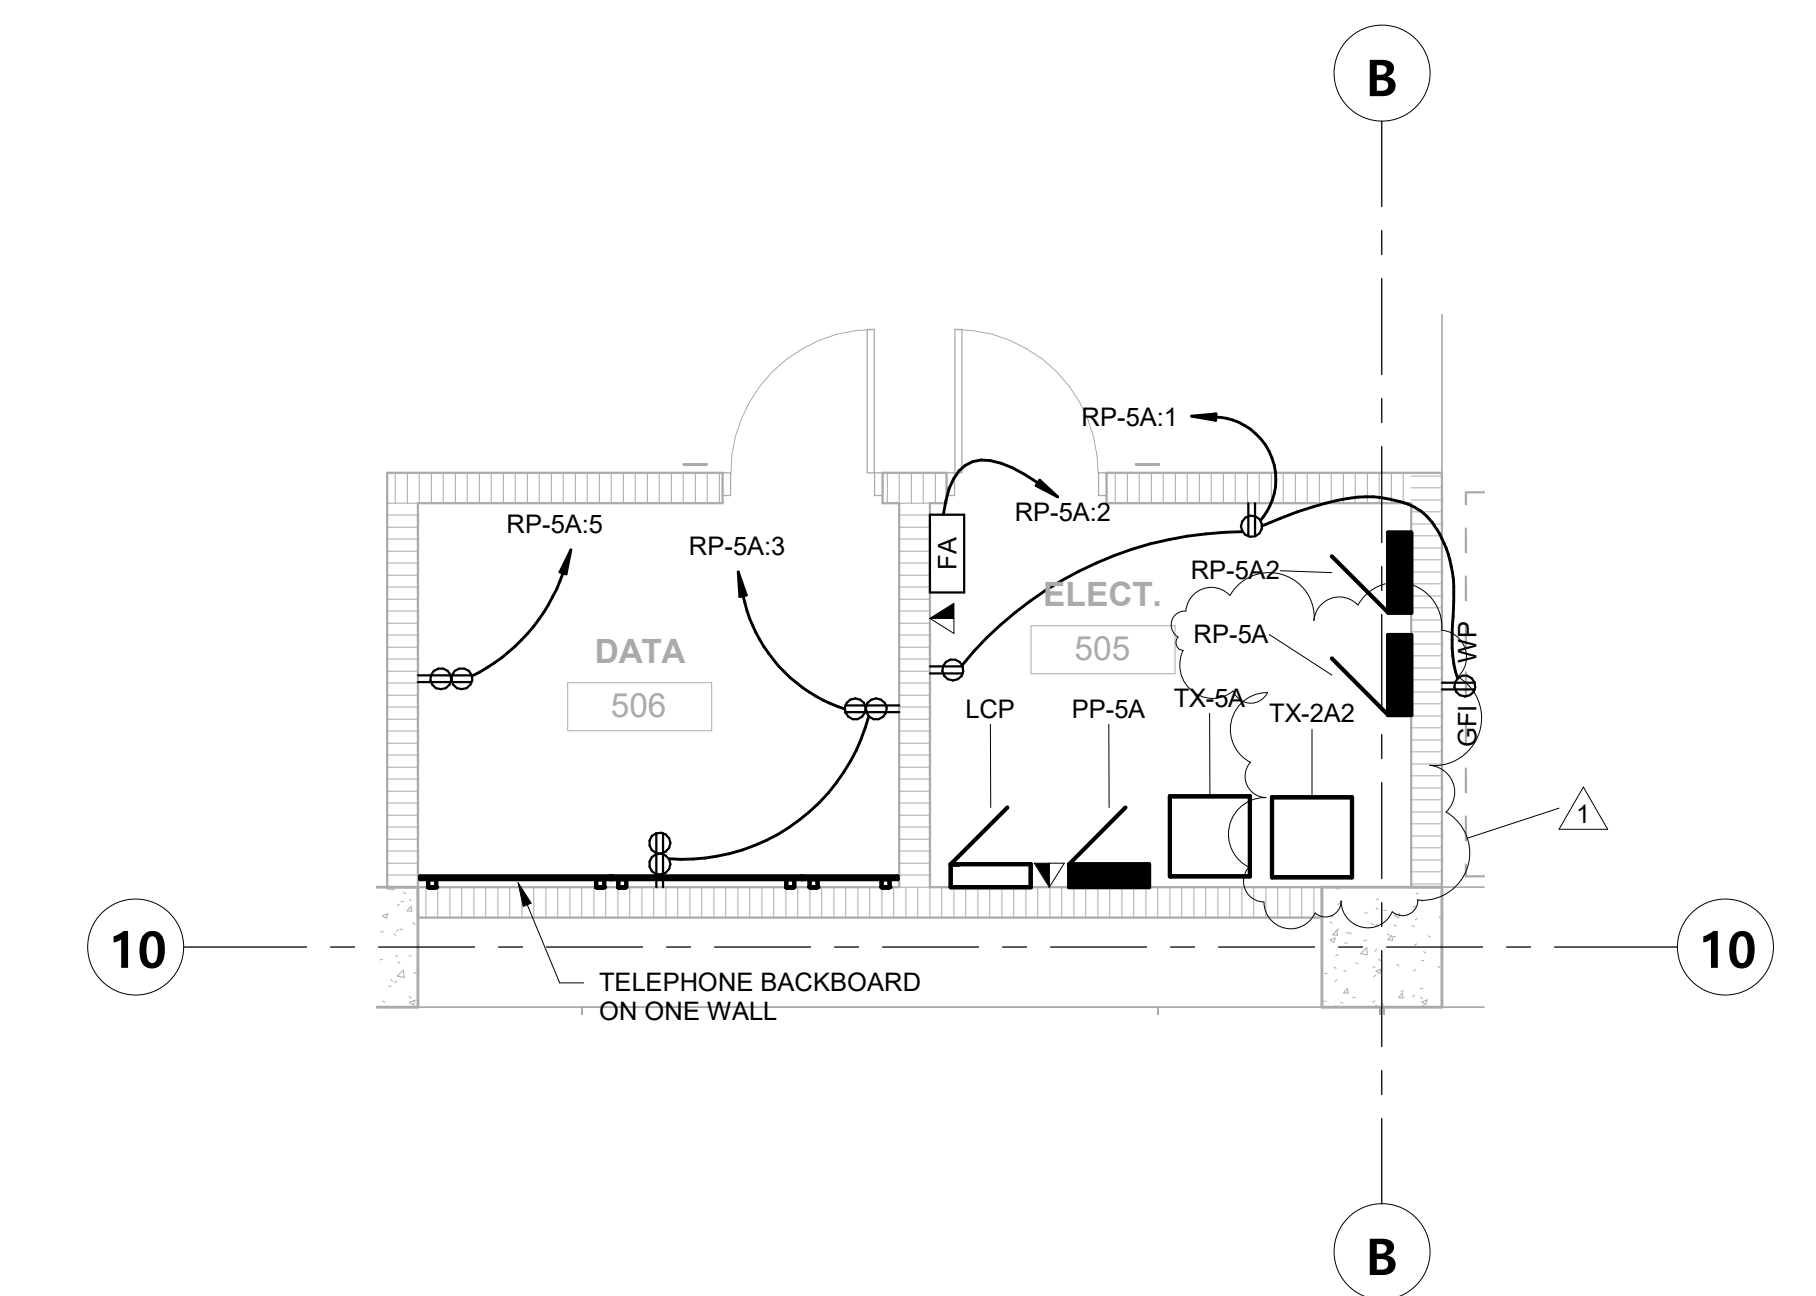 B
RP-5A:1
RP-5A:2
RP-5A:5
RP-5A:3
FA
RP-5A2
ELECT.
505
RP-5A
WP
GFI
DATA
506
LCP
PP-5A
TX-5A
TX-2A2
1
10
10
TELEPHONE BACKBOARD
ON ONE WALL
B